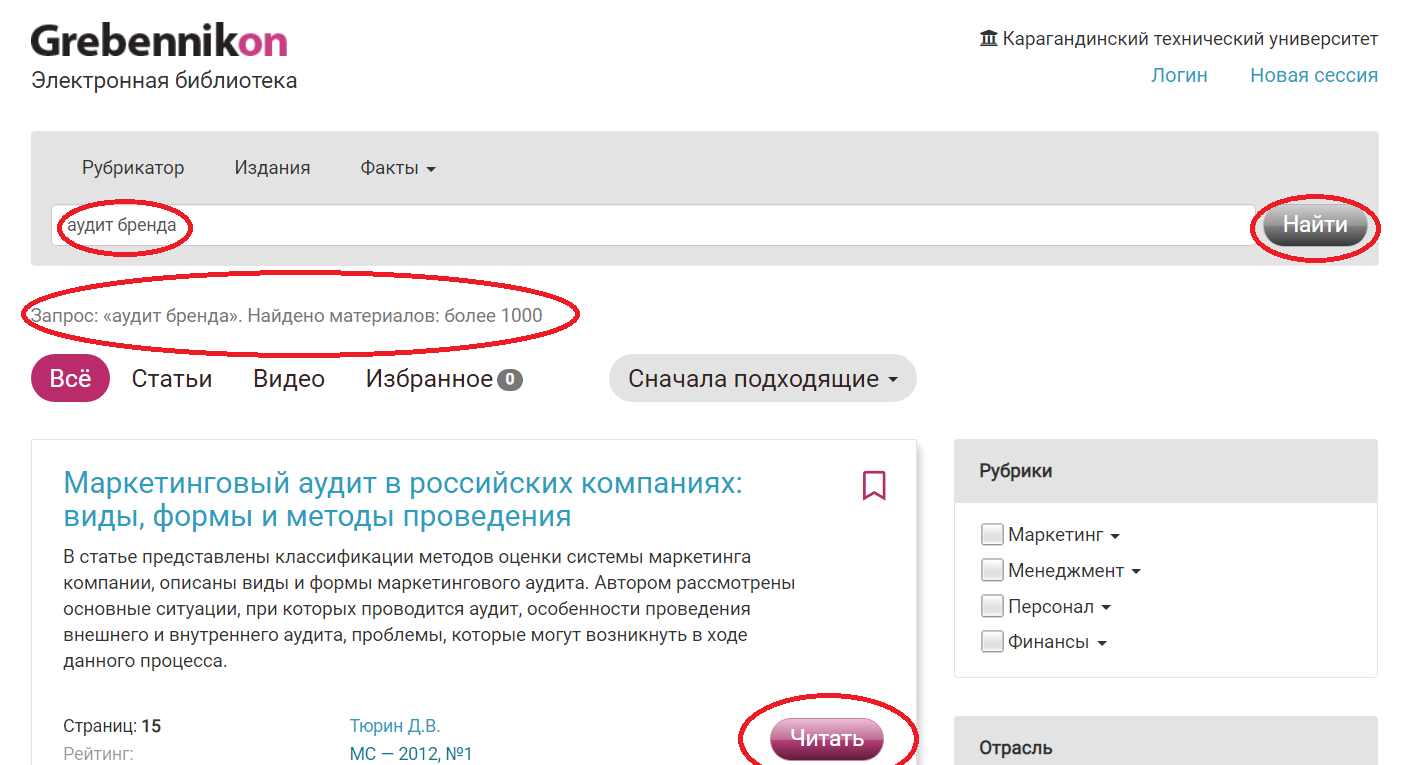 Grebennikon
Электронная библиотека
Карагандинский технический университет
Логин Новая сессия
Рубрикатор Издания Факты
аудит бренда Найти
Запрос: «аудит бренда». Найдено материалов: более 1000
Всё Статьи Видео Избранное 0 Сначала подходящие
Маркетинговый аудит в российских компаниях:
виды, формы и методы проведения
В статье представлены классификации методов оценки системы маркетинга
компании, описаны виды и формы маркетингового аудита. Автором рассмотрены
основные ситуации, при которых проводится аудит, особенности проведения
внешнего и внутреннего аудита, проблемы, которые могут возникнуть в ходе
данного процесса.
Страниц: 15 Тюрин Д.В.
Рейтинг: МС — 2012, №1
Читать
Рубрики
Маркетинг
Менеджмент
Персонал
Финансы
Отрасль